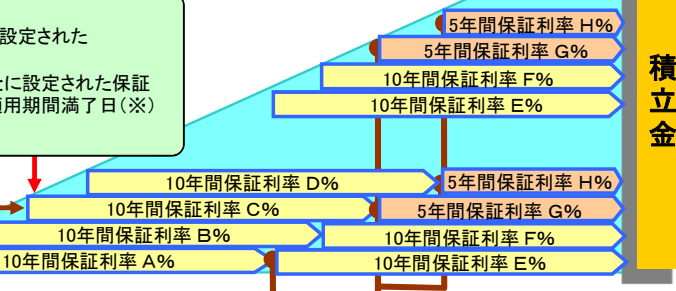 設定された
に設定された保証
用期間満了日(※)
5年間保証利率 H%
5年間保証利率 G%
10年間保証利率 F%
10年間保証利率 E%
10年間保証利率 D%
5年間保証利率 H%
10年間保証利率 C%
5年間保証利率 G%
10年間保証利率 B%
10年間保証利率 F%
10年間保証利率 A%
10年間保証利率 E%
積立金